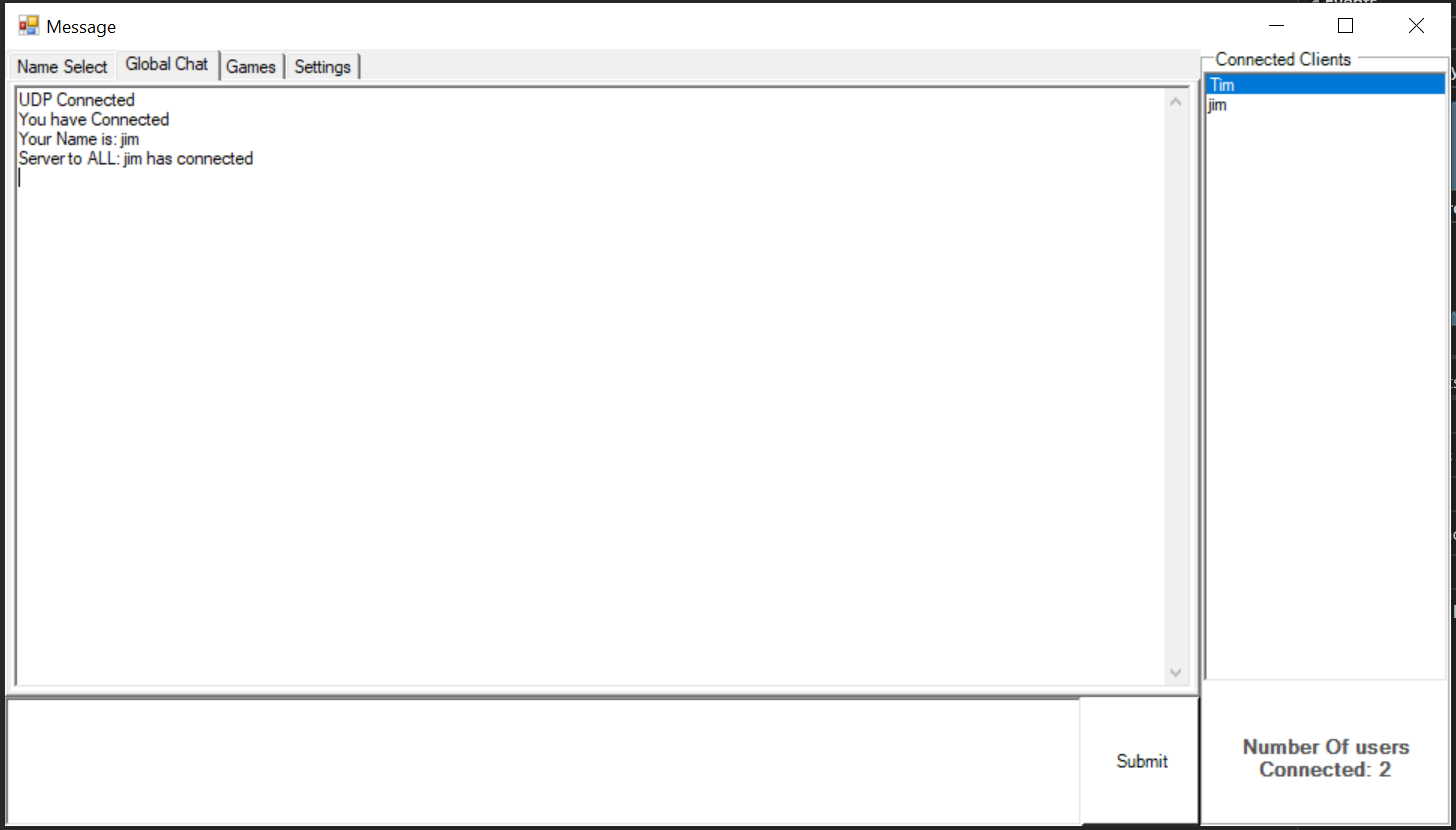 Message
Name Select
Global Chat
Games
Settings
Connected Clients
UDP Connected
You have Connected
Your Name is: jim
Server to ALL: jim has connected
Tim
jim
Submit
Number Of users
Connected: 2